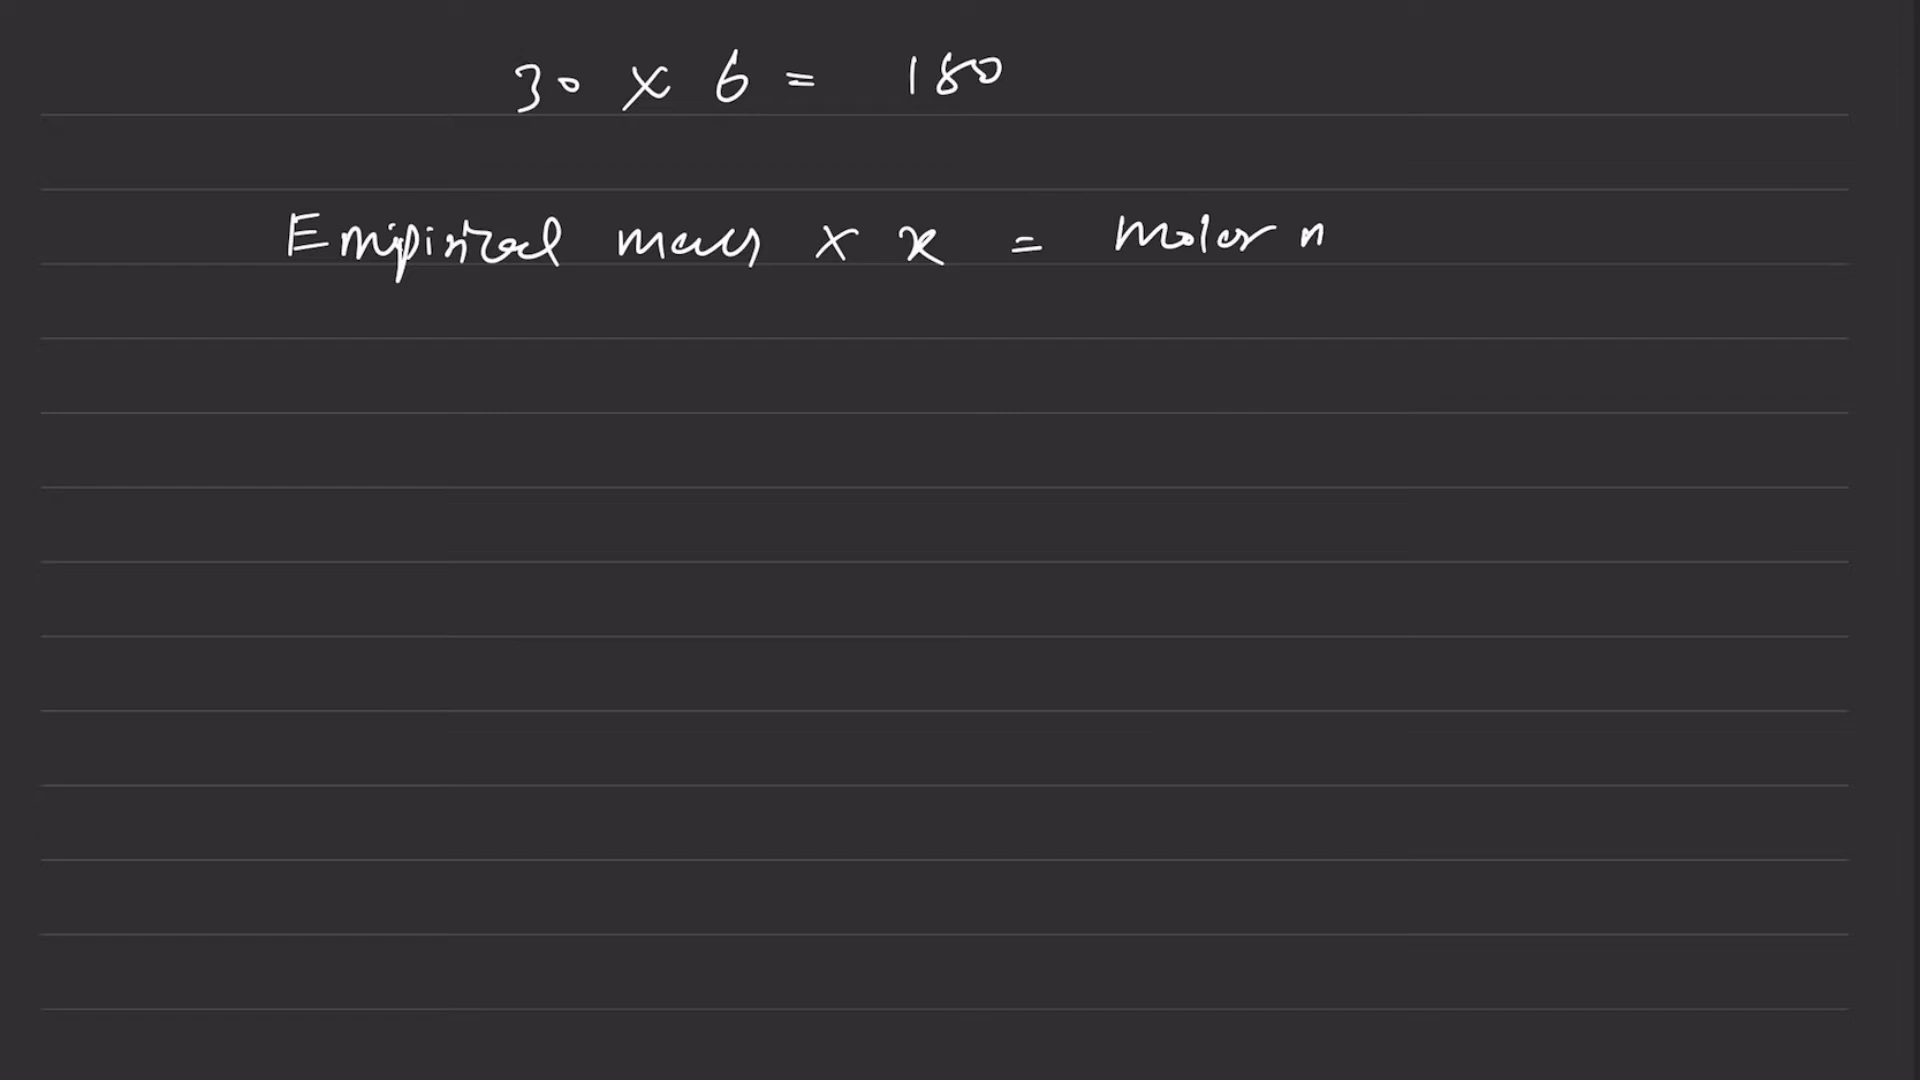 30 × 6 = 180
Empirical mass × x = molar m